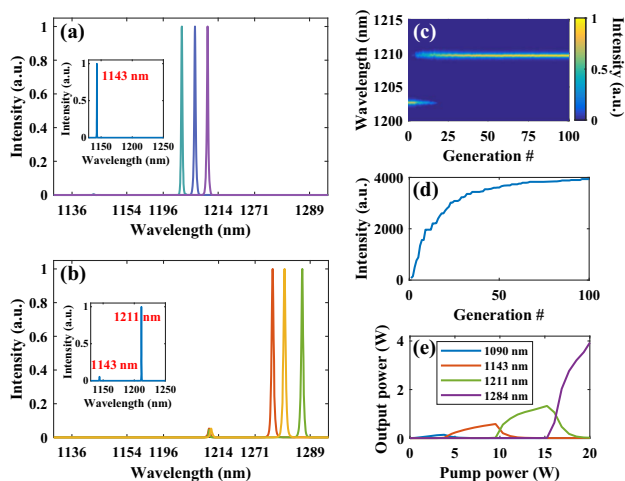 (a)
Intensity (a.u.)
1
0.8
0.6
0.4
0.2
0
Intensity (a.u.)
1
0.5
0
1143 nm
1150 1200 1250
Wavelength (nm)
1136 1154 1196 1214 1271 1289
Wavelength (nm)
(b)
Intensity (a.u.)
1
0.8
0.6
0.4
0.2
0
Intensity (a.u.)
1
0.5
0
1211 nm
1143 nm
1150 1200 1250
Wavelength (nm)
1136 1154 1196 1214 1271 1289
Wavelength (nm)
(c)
Wavelength (nm)
1215
1210
1205
1200
0 25 50 75 100
Generation #
1
0.5
0
Intensity (a.u.)
(d)
Intensity (a.u.)
4000
2000
0
0 50 100
Generation #
(e)
Output power (W)
4
2
0
1090 nm
1143 nm
1211 nm
1284 nm
0 5 10 15 20
Pump power (W)